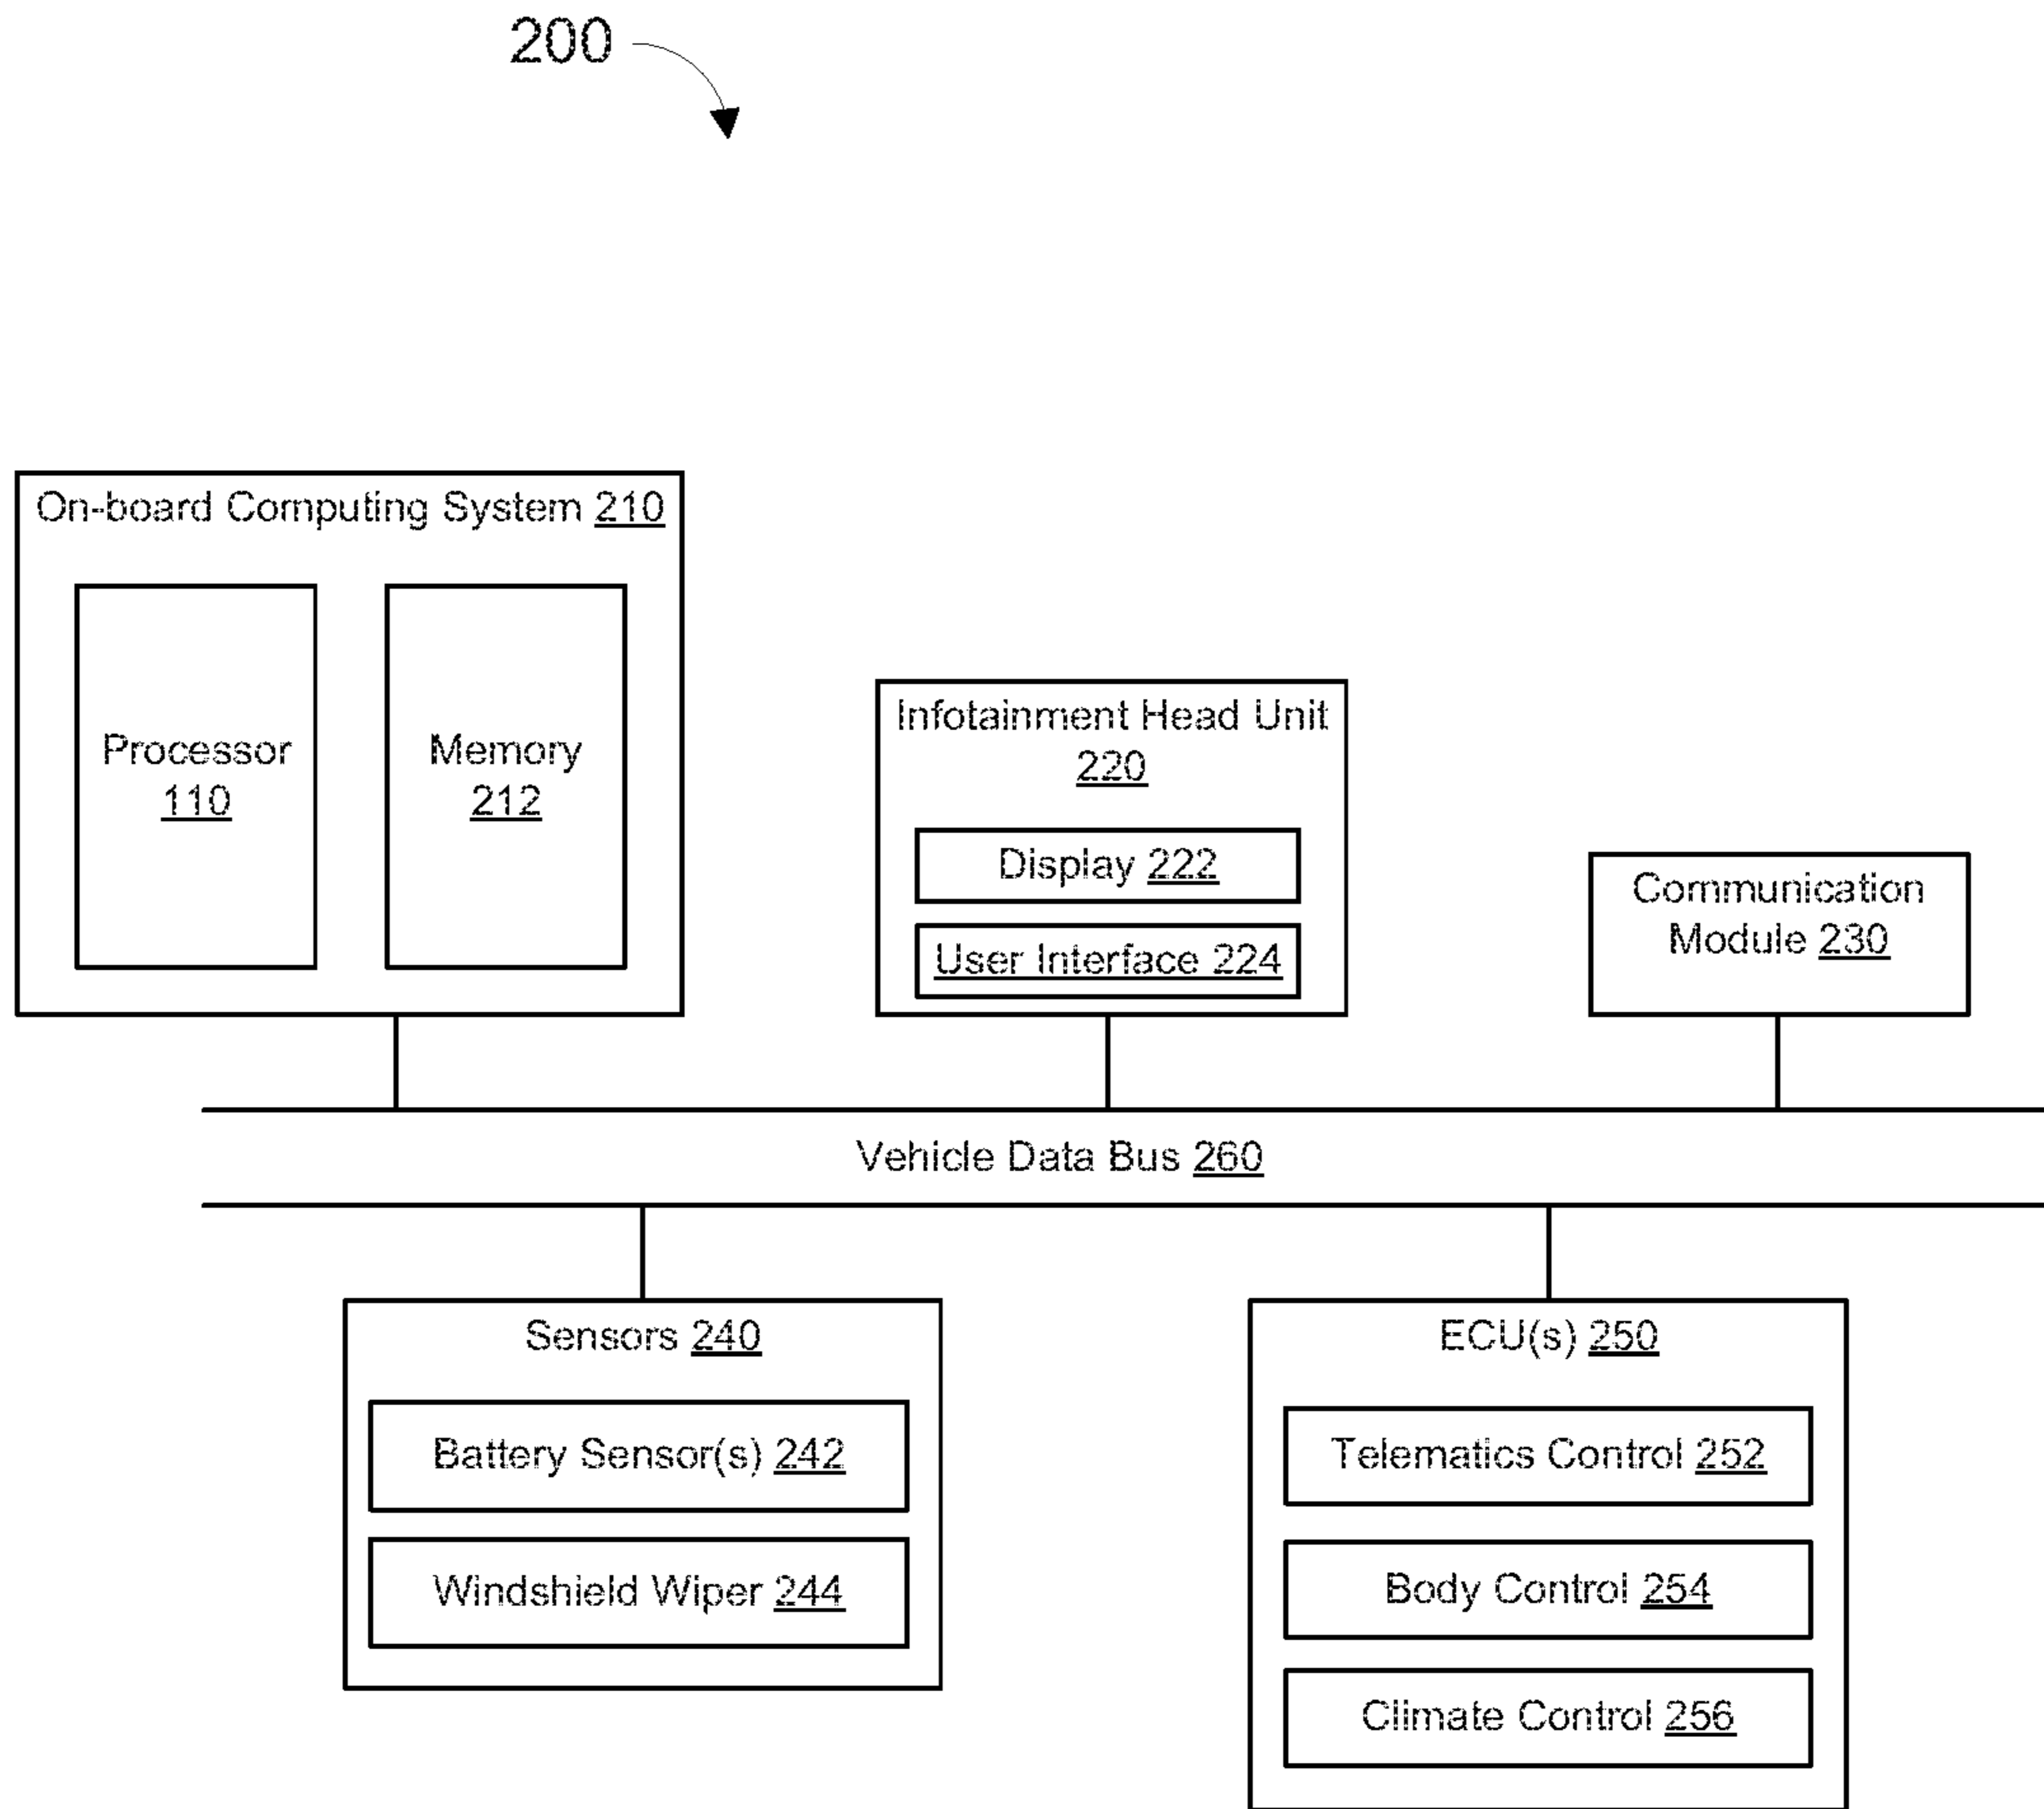 200
On-board Computing System 210
Processor
110
Memory
212
Infotainment Head Unit
220
Display 222
User Interface 224
Communication
Module 230
Vehicle Data Bus 260
Sensors 240
Battery Sensor(s) 242
Windshield Wiper 244
ECU(s) 250
Telematics Control 252
Body Control 254
Climate Control 256